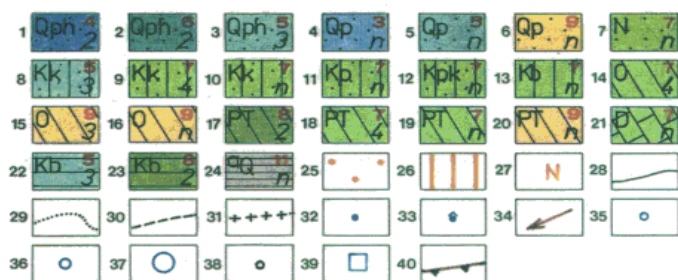 1 Qph 4 2 2 Qph 6 2 3 Qph 5 3 4 Qp 3 n 5 Qp 5 n 6 Qp 9 n 7 N 7 n
8 Kk 5 3 9 Kk 7 4 10 Kk 7 n 11 Kp 7 n 12 Kpk 7 n 13 Kb 7 n 14 O 7 4
15 O 9 3 16 O 9 n 17 PT 8 2 18 PT 7 4 19 PT 7 n 20 PT 9 n 21 D 7 n
22 Kb 5 3 23 Kb 6 2 24 qQ n 25 26 27 N 28
29 30 31 32 33 34 35
36 37 38 39 40